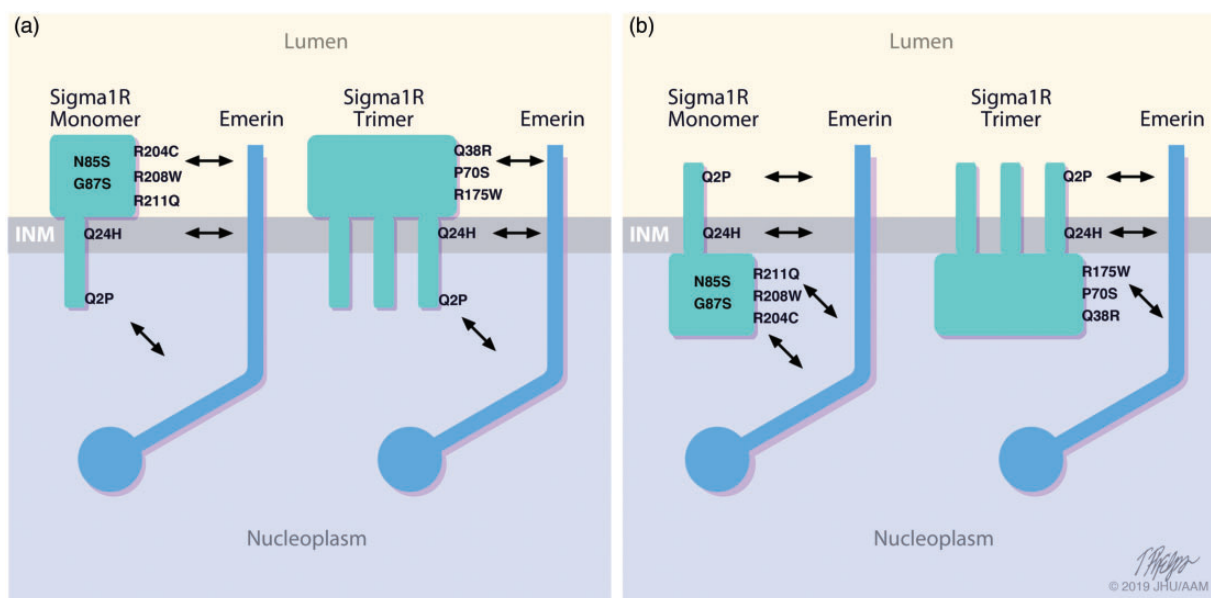 (a)
Lumen
Sigma1R
Monomer
Emerin
Sigma1R
Trimer
Emerin
N85S
G87S
R204C
R208W
R211Q
Q38R
P70S
R175W
INM
Q24H
Q24H
Q2P
Q2P
Nucleoplasm
(b)
Lumen
Sigma1R
Monomer
Emerin
Sigma1R
Trimer
Emerin
Q2P
Q2P
INM
Q24H
Q24H
N85S
G87S
R211Q
R208W
R204C
R175W
P70S
Q38R
Nucleoplasm
© 2019 JHU/AAM